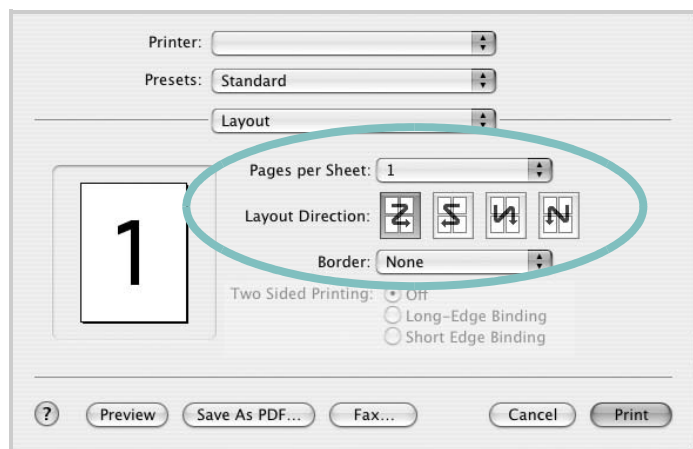 Printer:
Presets: Standard
Layout
Pages per Sheet: 1
Layout Direction:
1
Border: None
Two Sided Printing: Off
Long-Edge Binding
Short Edge Binding
? Preview Save As PDF... Fax... Cancel Print